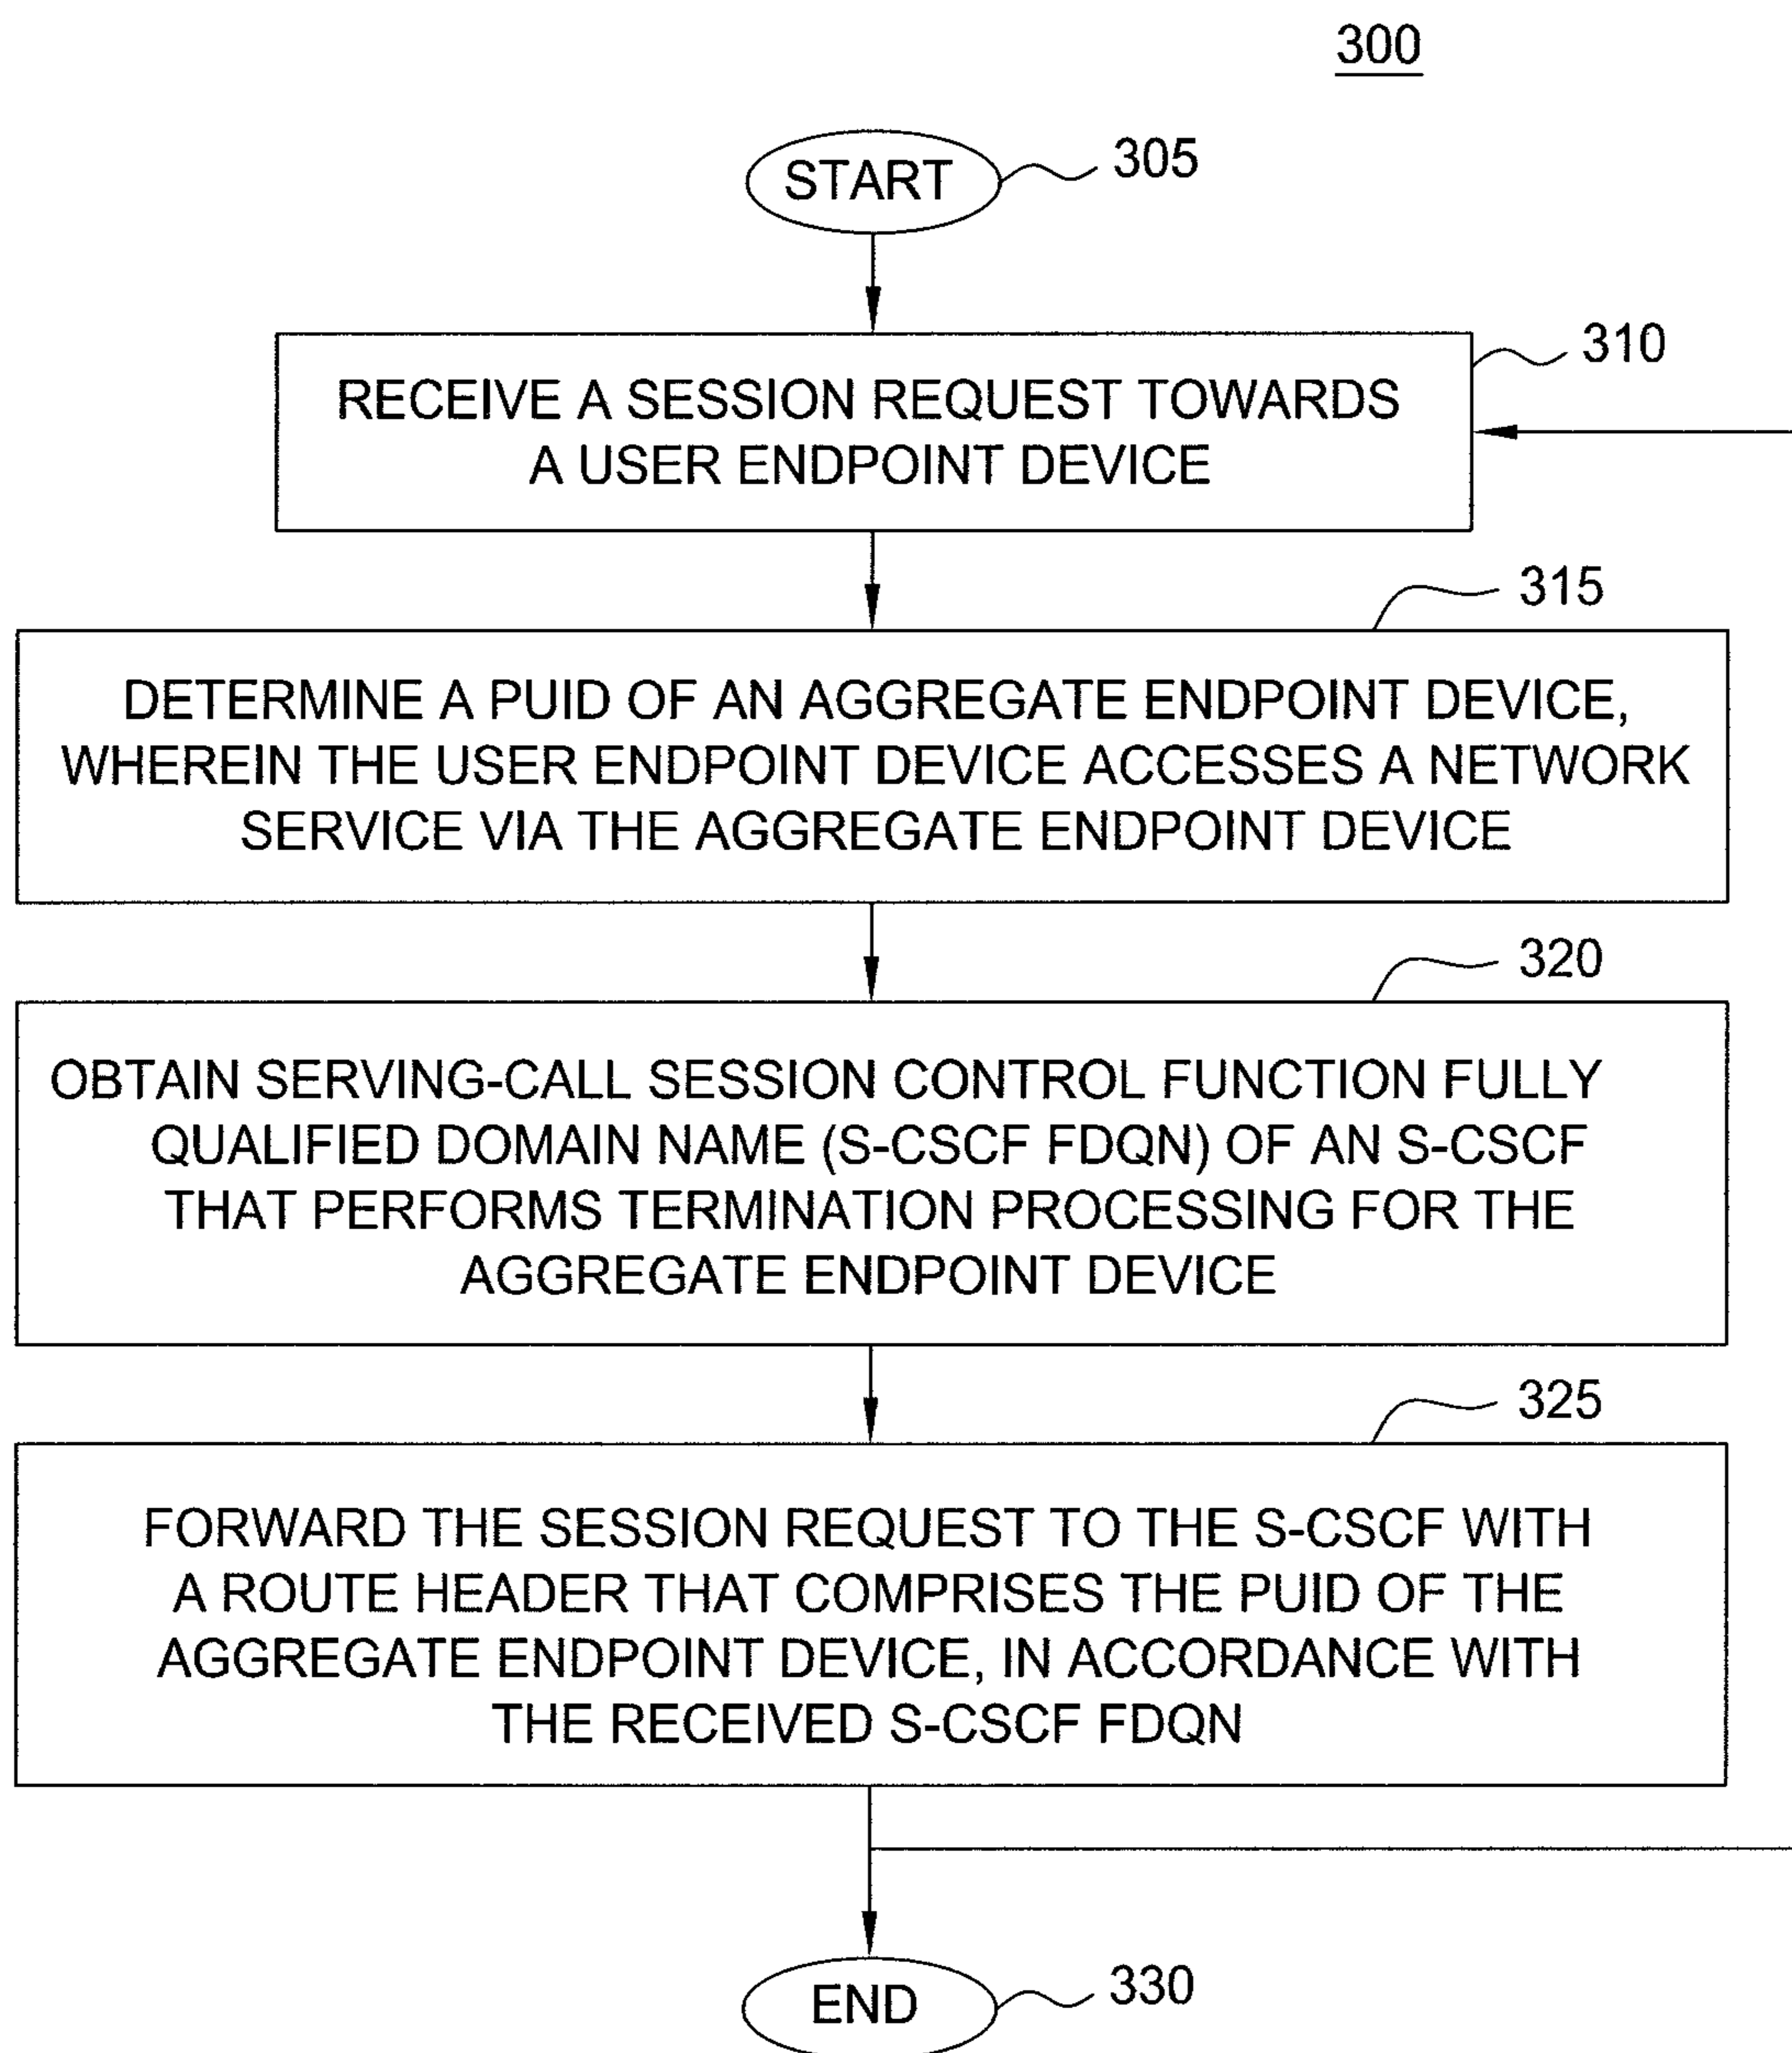 300
START
305
310
RECEIVE A SESSION REQUEST TOWARDS
A USER ENDPOINT DEVICE
315
DETERMINE A PUID OF AN AGGREGATE ENDPOINT DEVICE,
WHEREIN THE USER ENDPOINT DEVICE ACCESSES A NETWORK
SERVICE VIA THE AGGREGATE ENDPOINT DEVICE
320
OBTAIN SERVING-CALL SESSION CONTROL FUNCTION FULLY
QUALIFIED DOMAIN NAME (S-CSCF FDQN) OF AN S-CSCF
THAT PERFORMS TERMINATION PROCESSING FOR THE
AGGREGATE ENDPOINT DEVICE
325
FORWARD THE SESSION REQUEST TO THE S-CSCF WITH
A ROUTE HEADER THAT COMPRISES THE PUID OF THE
AGGREGATE ENDPOINT DEVICE, IN ACCORDANCE WITH
THE RECEIVED S-CSCF FDQN
END
330